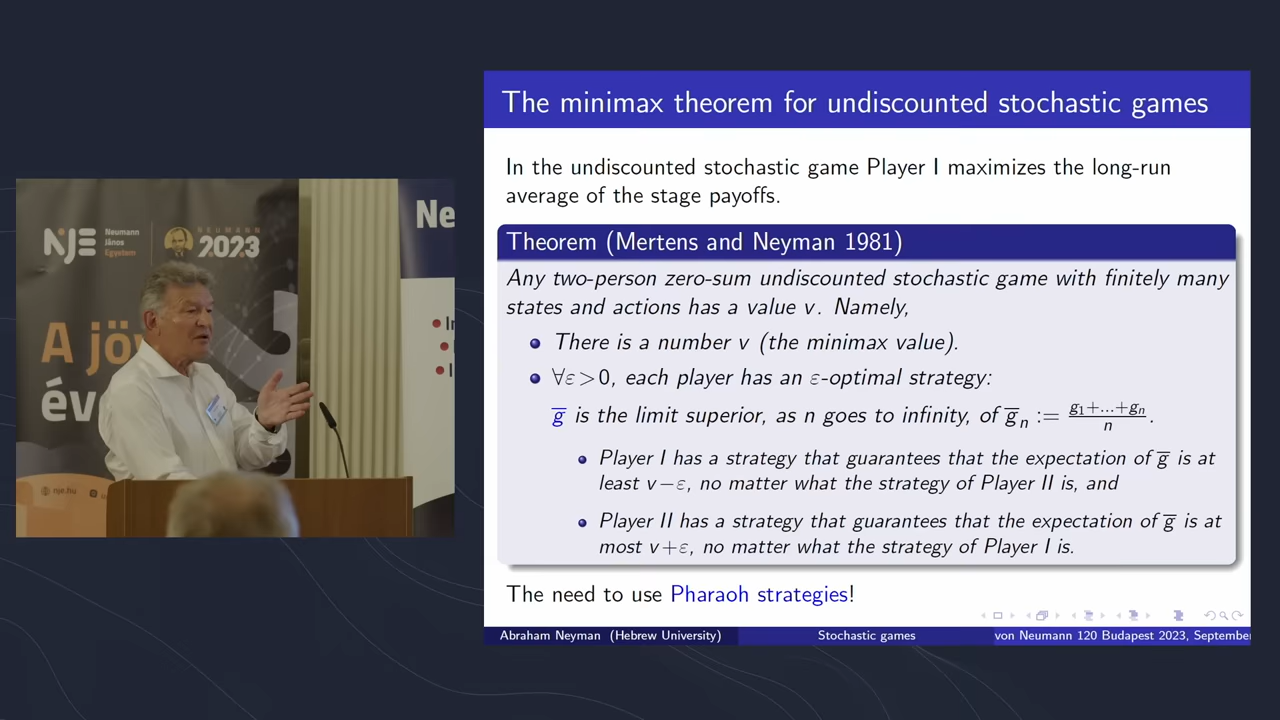 NJE
Neumann
János
Egyetem
NEUMANN
2023
Ne
A jö
év
nje.hu
The minimax theorem for undiscounted stochastic games
In the undiscounted stochastic game Player I maximizes the long-run
average of the stage payoffs.
Theorem (Mertens and Neyman 1981)
Any two-person zero-sum undiscounted stochastic game with finitely many
states and actions has a value v. Namely,
There is a number v (the minimax value).
∀ε>0, each player has an ε-optimal strategy:
g̅ is the limit superior, as n goes to infinity, of g̅ₙ := (g₁+...+gₙ)/n.
Player I has a strategy that guarantees that the expectation of g̅ is at
least v−ε, no matter what the strategy of Player II is, and
Player II has a strategy that guarantees that the expectation of g̅ is at
most v+ε, no matter what the strategy of Player I is.
The need to use Pharaoh strategies!
Abraham Neyman (Hebrew University)
Stochastic games
von Neumann 120 Budapest 2023, September